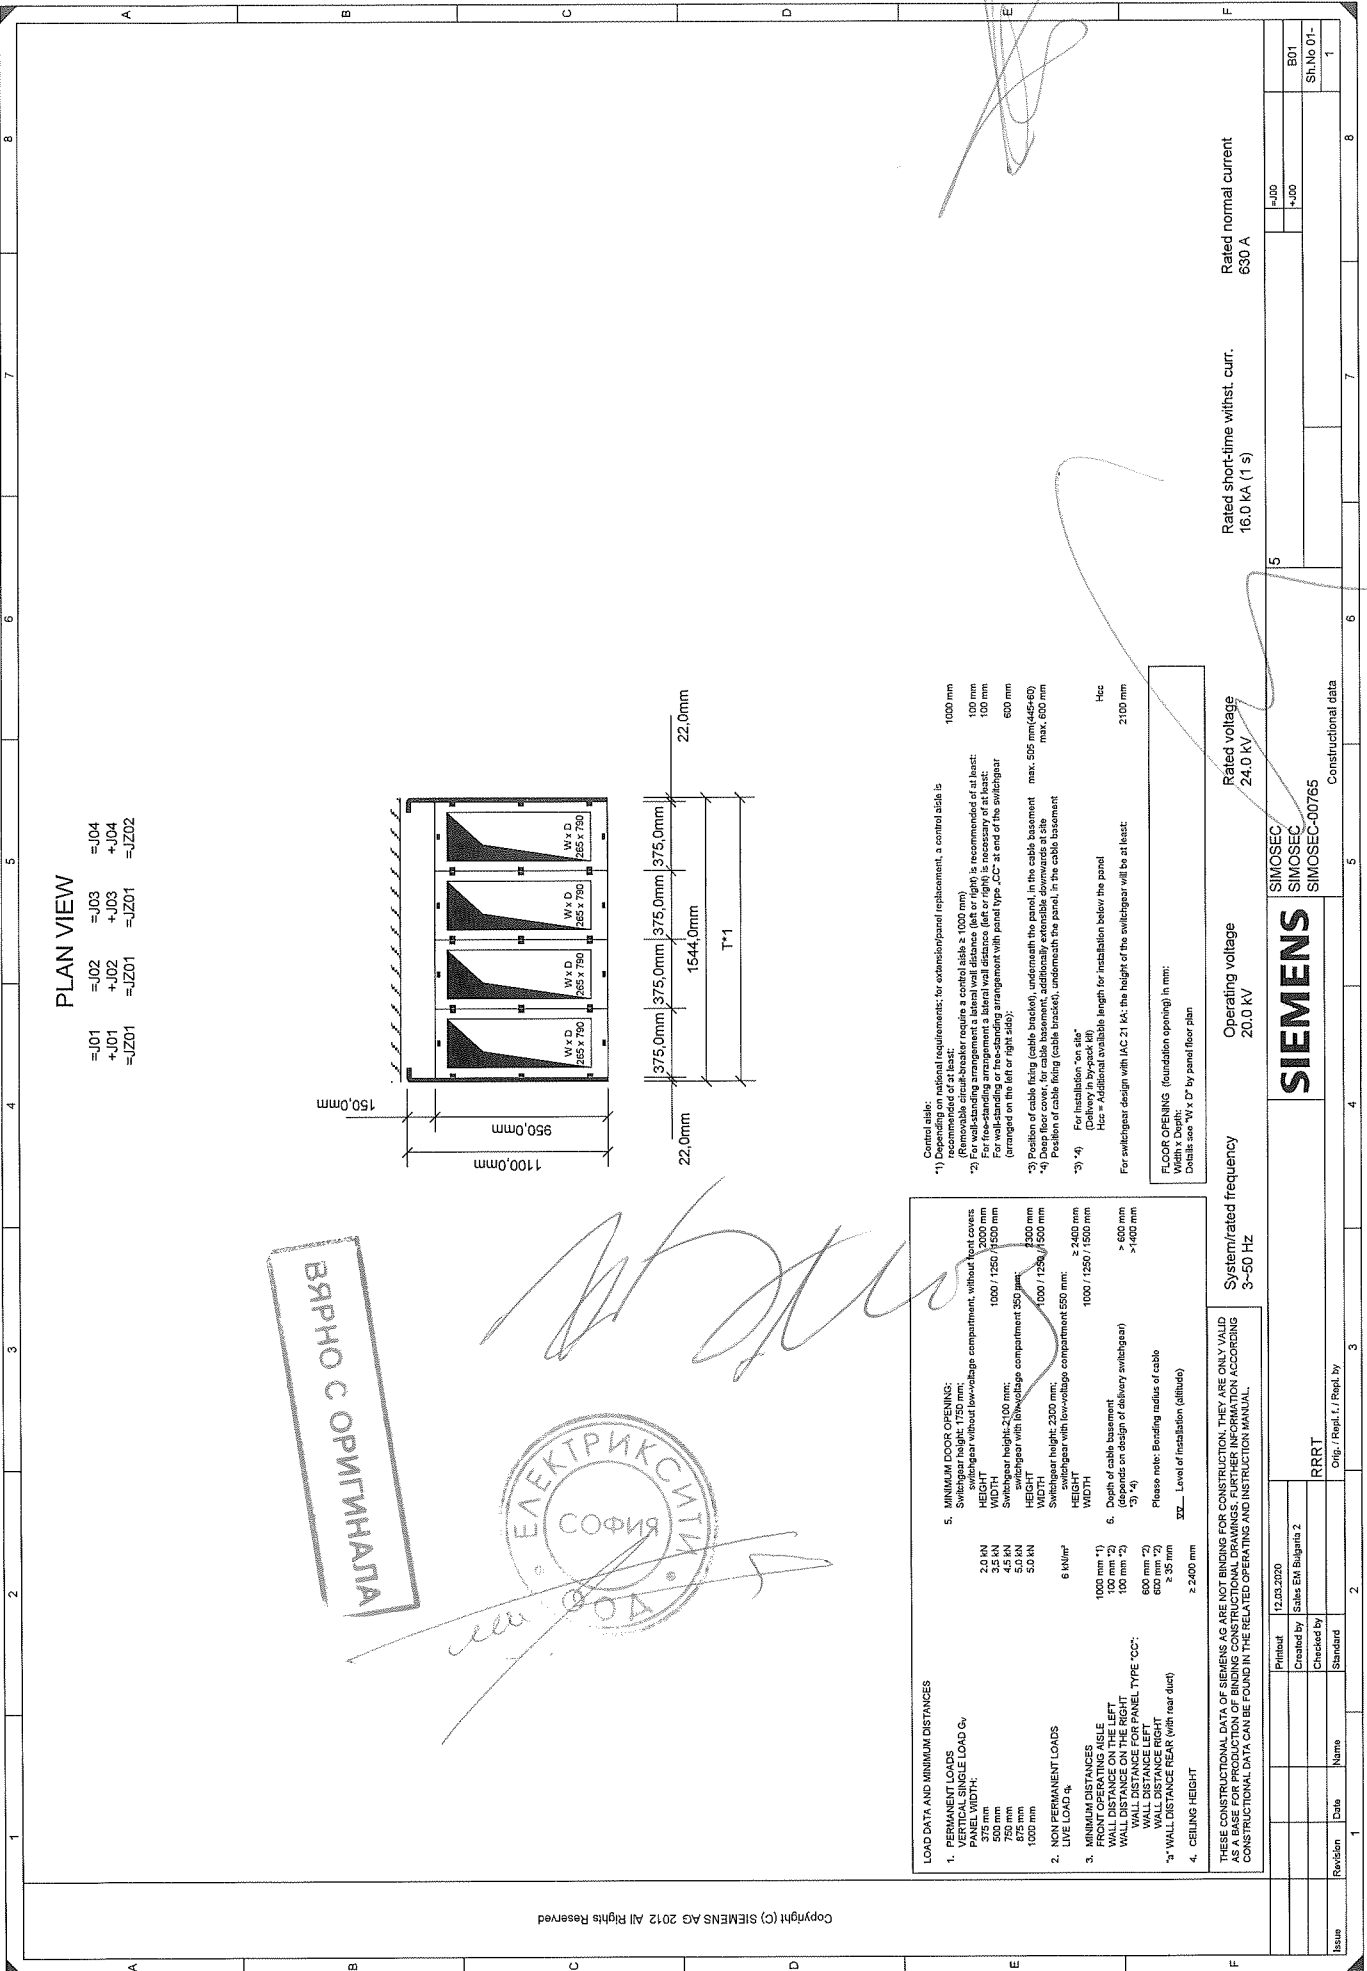 PLAN VIEW
=J01 =J02 =J03 =J04
+J01 +J02 +J03 +J04
=JZ01 =JZ01 =JZ01 =JZ02
150,0mm
950,0mm
1100,0mm
W x D W x D W x D W x D
265 x 790 265 x 790 265 x 790 265 x 790
22,0mm 375,0mm 375,0mm 375,0mm 375,0mm 22,0mm
1544,0mm
T*1
ВЯРНО С ОРИГИНАЛА
ЕЛЕКТРИКСИТИ
СОФИЯ
ООД
Copyright (C) SIEMENS AG 2012 All Rights Reserved
LOAD DATA AND MINIMUM DISTANCES
1. PERMANENT LOADS
VERTICAL SINGLE LOAD Gv
PANEL WIDTH:
375 mm 2,0 kN
500 mm 3,5 kN
750 mm 4,5 kN
875 mm 5,0 kN
1000 mm 5,0 kN
2. NON PERMANENT LOADS
LIVE LOAD qk 6 kN/m²
3. MINIMUM DISTANCES
FRONT OPERATING AISLE 1000 mm *1)
WALL DISTANCE ON THE LEFT 100 mm *2)
WALL DISTANCE ON THE RIGHT 100 mm *2)
WALL DISTANCE FOR PANEL TYPE "CC":
WALL DISTANCE LEFT 600 mm *2)
WALL DISTANCE RIGHT 600 mm *2)
"a" WALL DISTANCE REAR (with rear duct) ≥ 35 mm
4. CEILING HEIGHT ≥ 2400 mm
5. MINIMUM DOOR OPENING:
Switchgear height: 1750 mm;
switchgear without low-voltage compartment, without front covers
HEIGHT 2000 mm
WIDTH 1000 / 1250 / 1500 mm
Switchgear height: 2100 mm;
switchgear with low-voltage compartment 350 mm:
HEIGHT 2300 mm
WIDTH 1000 / 1250 / 1500 mm
Switchgear height: 2300 mm;
switchgear with low-voltage compartment 550 mm:
HEIGHT ≥ 2400 mm
WIDTH 1000 / 1250 / 1500 mm
6. Depth of cable basement > 600 mm
(depends on design of delivery switchgear) >1400 mm
*3) *4)
Please note: Bending radius of cable
Level of installation (altitude)
Control aisle:
*1) Depending on national requirements; for extension/panel replacement, a control aisle is
recommended of at least: 1000 mm
(Removable circuit-breaker require a control aisle ≥ 1000 mm)
*2) For wall-standing arrangement a lateral wall distance (left or right) is recommended of at least: 100 mm
For free-standing arrangement a lateral wall distance (left or right) is necessary of at least: 100 mm
For wall-standing or free-standing arrangement with panel type „CC" at end of the switchgear
(arranged on the left or right side): 600 mm
*3) Position of cable fixing (cable bracket), underneath the panel, in the cable basement max. 505 mm(445+60)
*4) Deep floor cover, for cable basement, additionally extensible downwards at site
Position of cable fixing (cable bracket), underneath the panel, in the cable basement max. 600 mm
*3) *4) For installation "on site"
(Delivery in by-pack kit)
Hcc = Additional available length for installation below the panel Hcc
For switchgear design with IAC 21 kA: the height of the switchgear will be at least: 2100 mm
FLOOR OPENING (foundation opening) in mm:
Width x Depth:
Details see "W x D" by panel floor plan
THESE CONSTRUCTIONAL DATA OF SIEMENS AG ARE NOT BINDING FOR CONSTRUCTION, THEY ARE ONLY VALID
AS A BASE FOR PRODUCTION OF BINDING CONSTRUCTIONAL DRAWINGS. FURTHER INFORMATION ACCORDING
CONSTRUCTIONAL DATA CAN BE FOUND IN THE RELATED OPERATING AND INSTRUCTION MANUAL.
System/rated frequency Operating voltage Rated voltage Rated short-time withst. curr. Rated normal current
3~50 Hz 20.0 kV 24.0 kV 16.0 kA (1 s) 630 A
Printout 12.03.2020
Created by Sales EM Bulgaria 2
Checked by
Issue Revision Date Name Standard
RRRT
Orig. / Repl. f. / Repl. by
SIEMENS
SIMOSEC
SIMOSEC
SIMOSEC-00765
Constructional data
5
=J00
+J00
B01
Sh.No 01-
1
1 2 3 4 5 6 7 8
1 2 3 4 5 6 7 8
A B C D E F
A B C D E F